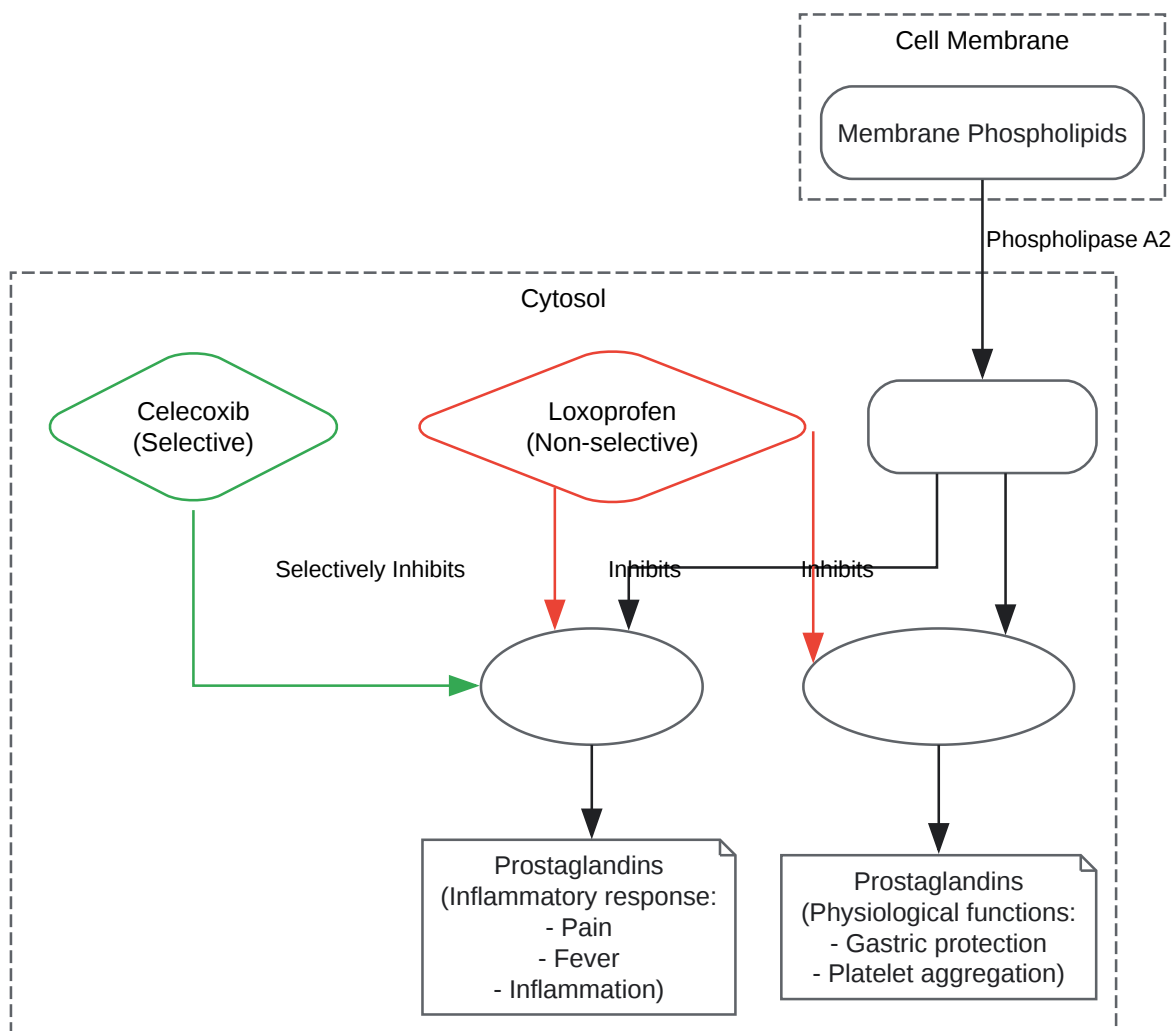 Cell Membrane
Membrane Phospholipids
Phospholipase A2
Cytosol
Celecoxib
(Selective)
Loxoprofen
(Non-selective)
Selectively Inhibits
Inhibits
Inhibits
Prostaglandins
(Inflammatory response:
- Pain
- Fever
- Inflammation)
Prostaglandins
(Physiological functions:
- Gastric protection
- Platelet aggregation)